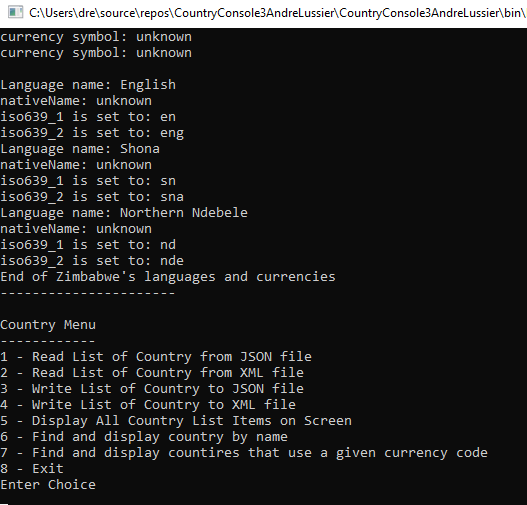 C:\Users\dre\source\repos\CountryConsole3AndreLussier\CountryConsole3AndreLussier\bin\
currency symbol: unknown
currency symbol: unknown
Language name: English
nativeName: unknown
iso639_1 is set to: en
iso639_2 is set to: eng
Language name: Shona
nativeName: unknown
iso639_1 is set to: sn
iso639_2 is set to: sna
Language name: Northern Ndebele
nativeName: unknown
iso639_1 is set to: nd
iso639_2 is set to: nde
End of Zimbabwe's languages and currencies
----------------------
Country Menu
------------
1 - Read List of Country from JSON file
2 - Read List of Country from XML file
3 - Write List of Country to JSON file
4 - Write List of Country to XML file
5 - Display All Country List Items on Screen
6 - Find and display country by name
7 - Find and display countires that use a given currency code
8 - Exit
Enter Choice